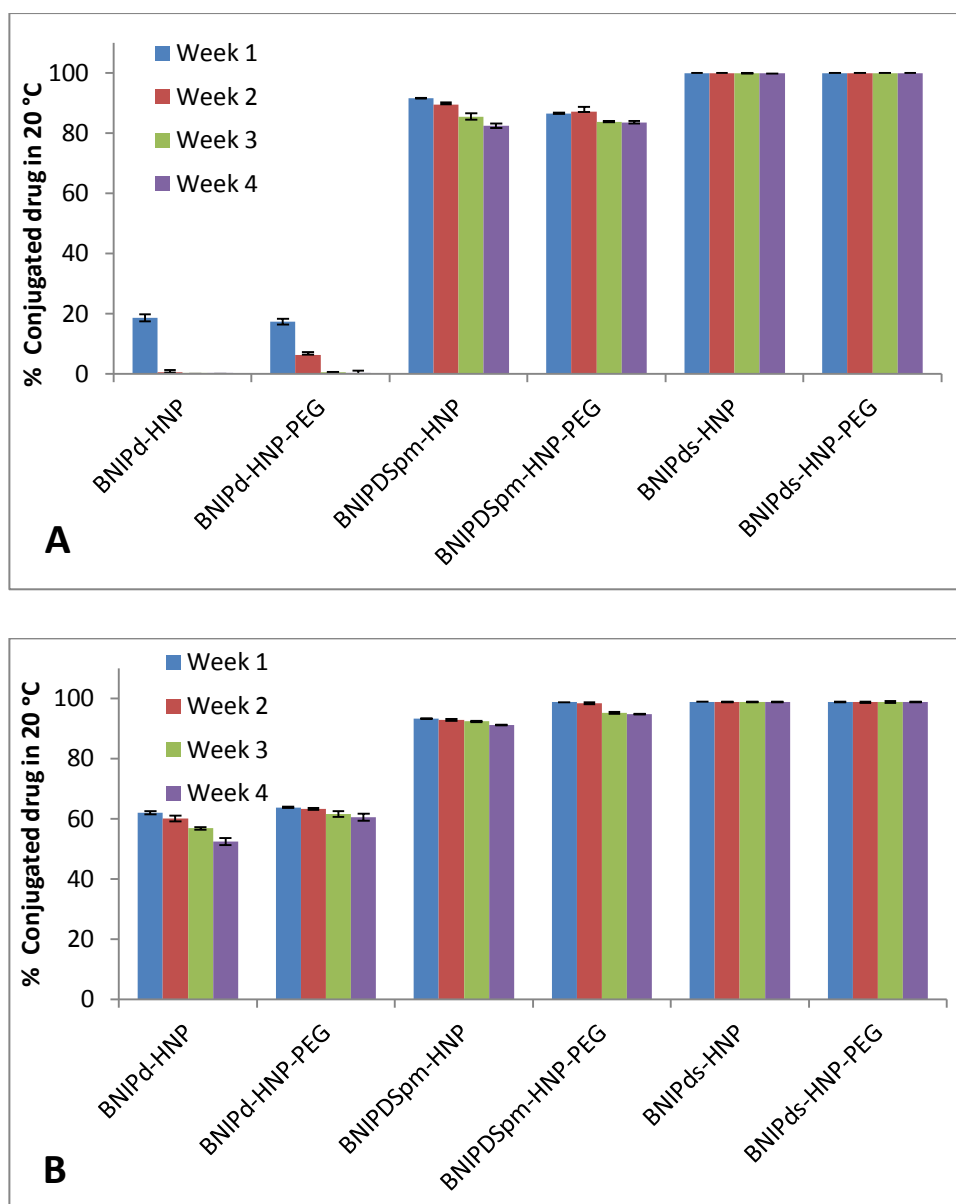 % Conjugated drug in 20 °C
100
80
60
40
20
0
Week 1
Week 2
Week 3
Week 4
BNIPd-HNP
BNIPd-HNP-PEG
BNIPDSpm-HNP
BNIPDSpm-HNP-PEG
BNIPds-HNP
BNIPds-HNP-PEG
A
% Conjugated drug in 20 °C
100
80
60
40
20
0
Week 1
Week 2
Week 3
Week 4
BNIPd-HNP
BNIPd-HNP-PEG
BNIPDSpm-HNP
BNIPDSpm-HNP-PEG
BNIPds-HNP
BNIPds-HNP-PEG
B